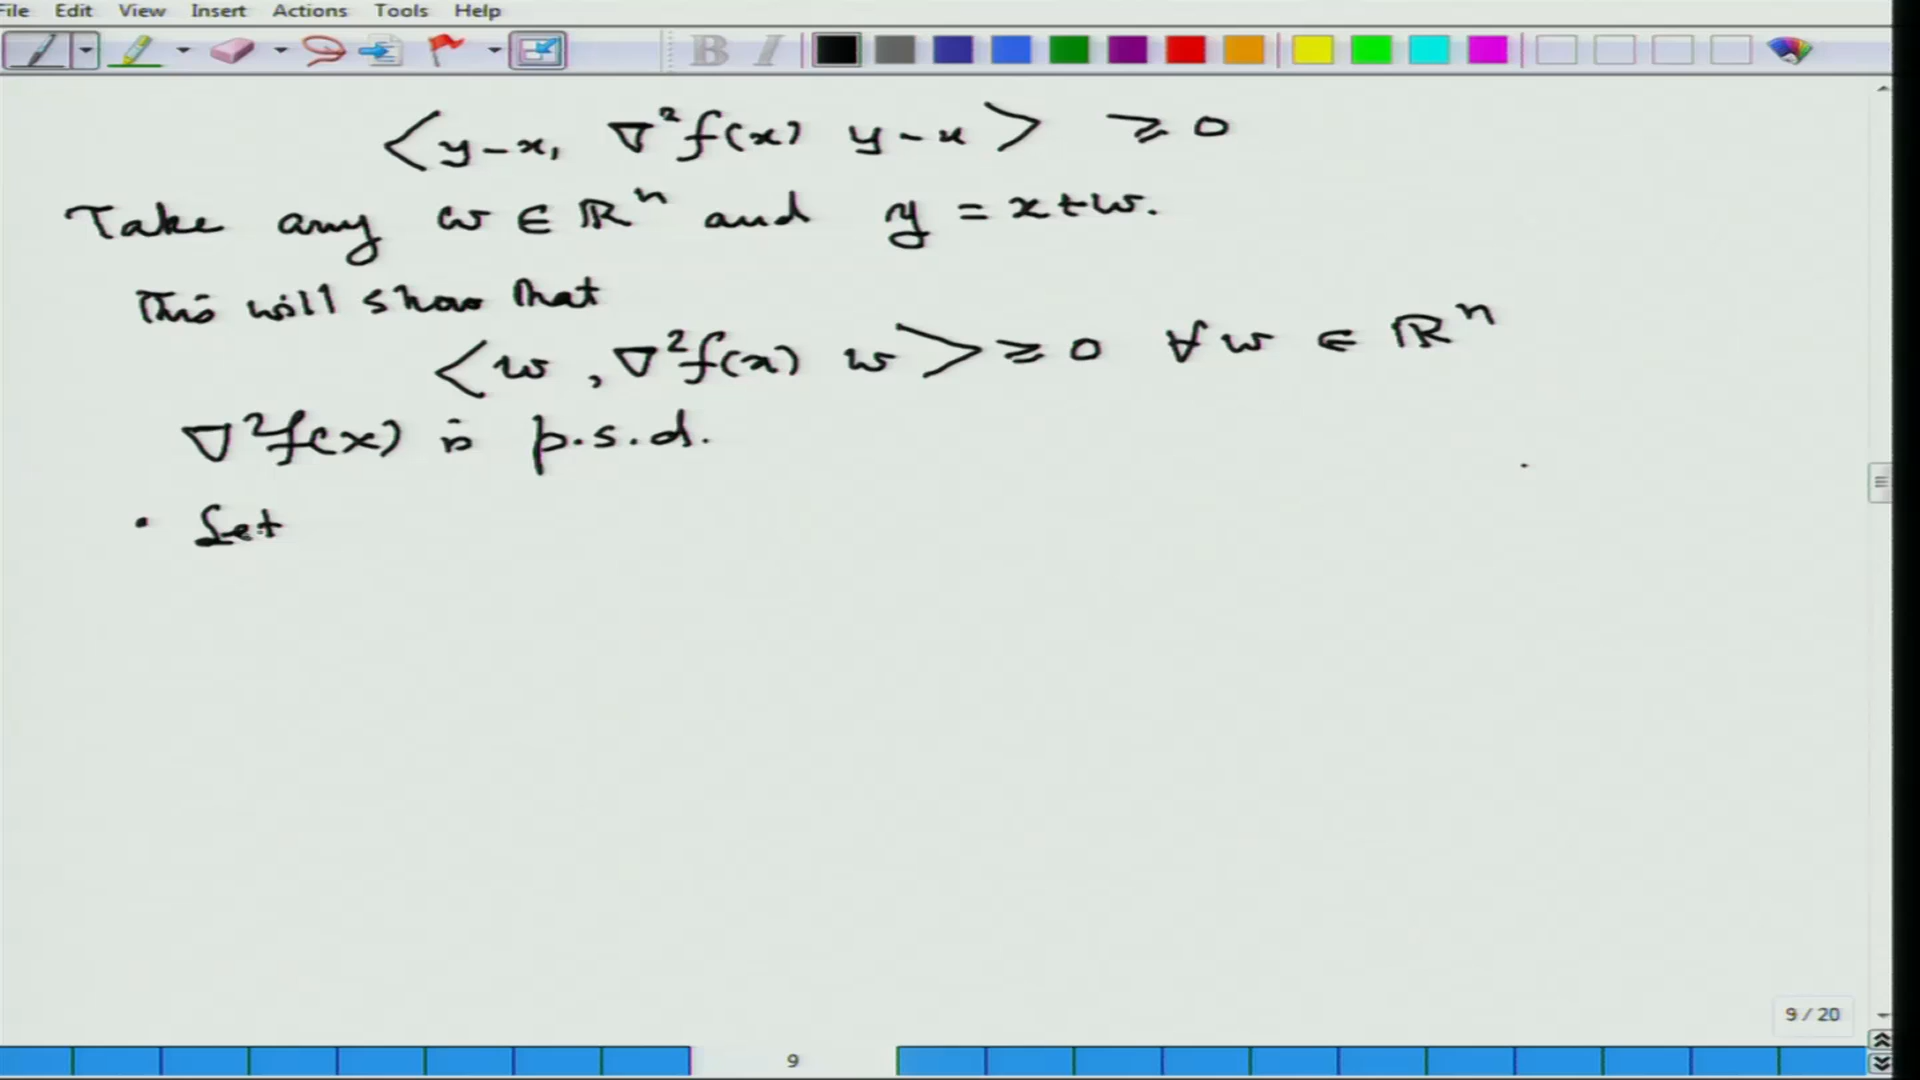 File Edit View Insert Actions Tools Help
B I
<y-x, ∇²f(x) y-x> ≥ 0
Take any w ∈ ℝⁿ and y = x+w.
This will show that
<w, ∇²f(x) w> ≥ 0 ∀ w ∈ ℝⁿ
∇²f(x) is p.s.d.
• Let
9 / 20
9